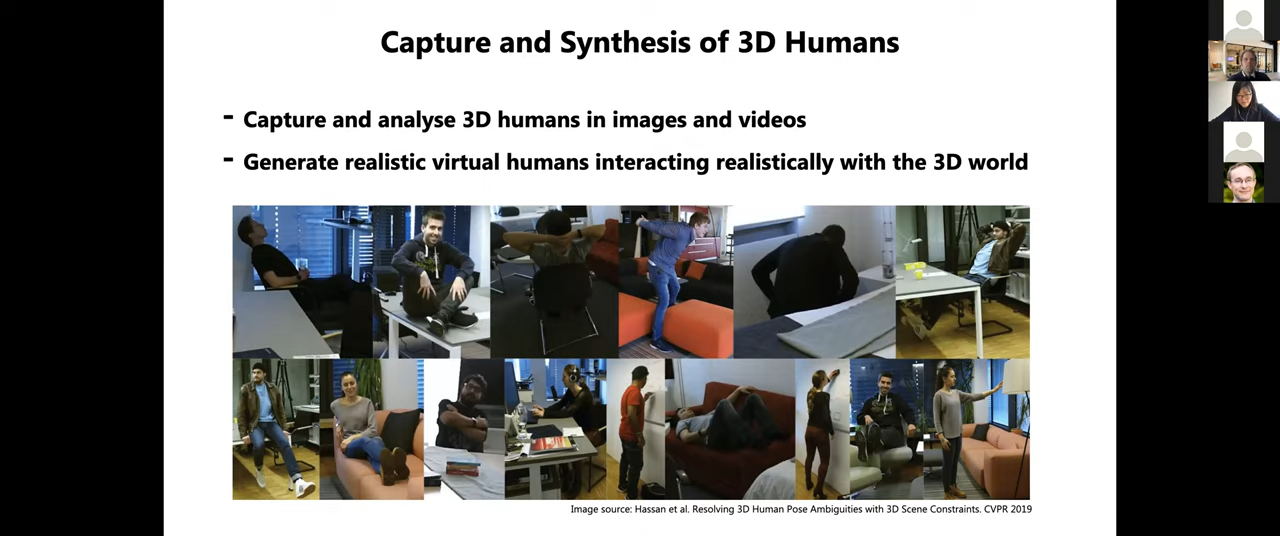 Capture and Synthesis of 3D Humans
- Capture and analyse 3D humans in images and videos
- Generate realistic virtual humans interacting realistically with the 3D world
Image source: Hassan et al. Resolving 3D Human Pose Ambiguities with 3D Scene Constraints. CVPR 2019